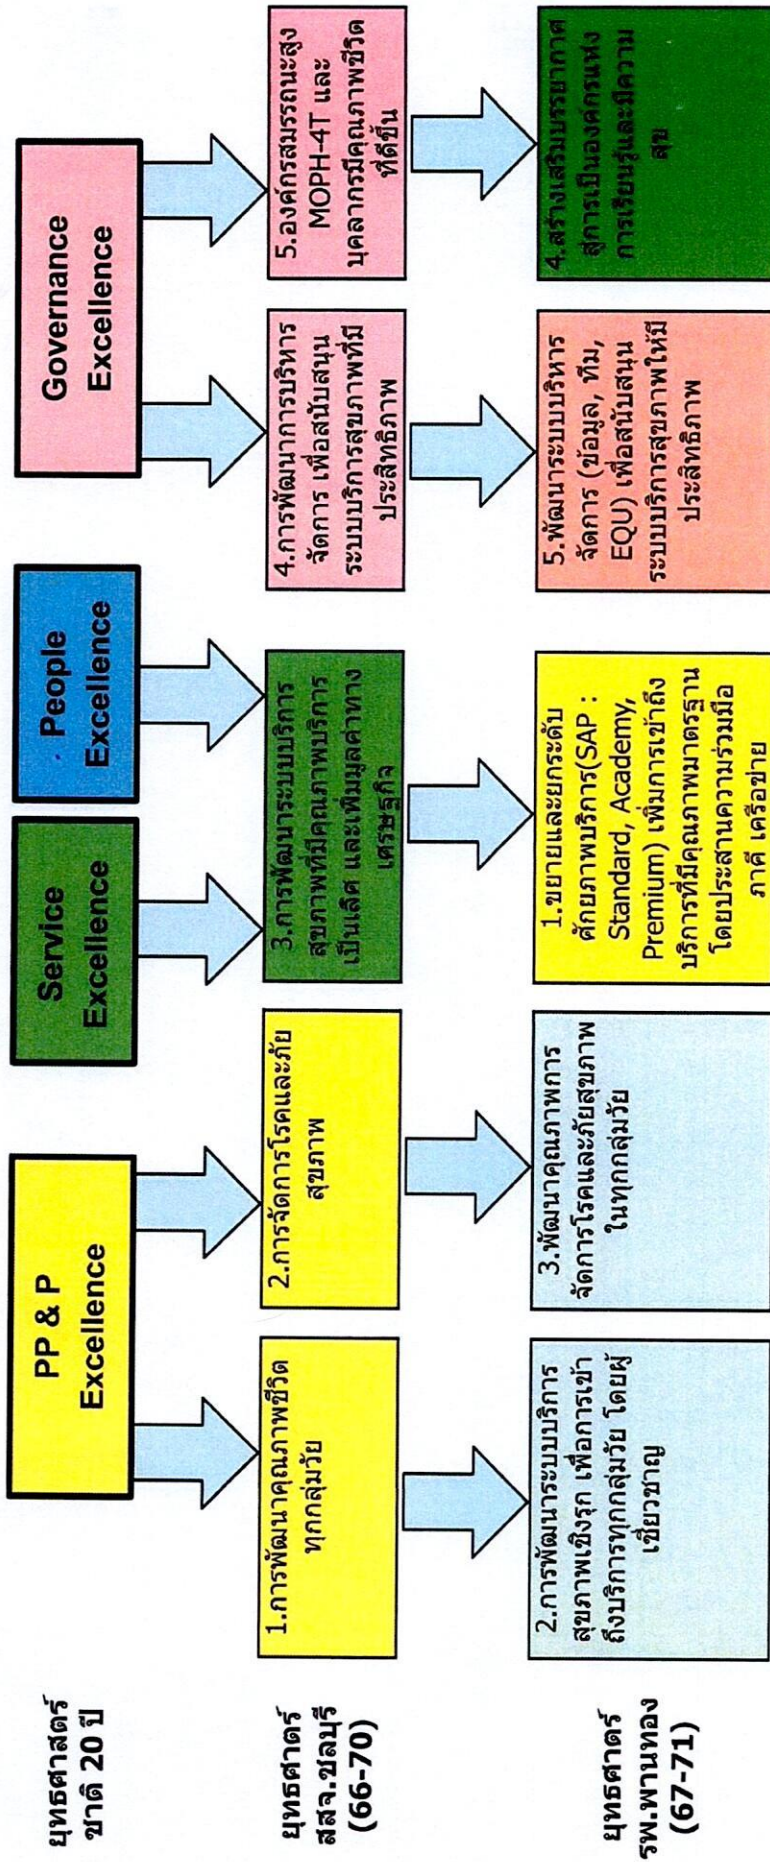 ยุทธศาสตร์
ชาติ 20 ปี
PP & P
Excellence
Service
Excellence
People
Excellence
Governance
Excellence
ยุทธศาตร์
สสจ.ชลบุรี
(66-70)
1.การพัฒนาคุณภาพชีวิต
ทุกกลุ่มวัย
2.การจัดการโรคและภัย
สุขภาพ
3.การพัฒนาระบบบริการ
สุขภาพที่มีคุณภาพบริการ
เป็นเลิศ และเพิ่มมูลค่าทาง
เศรษฐกิจ
4.การพัฒนาการบริหาร
จัดการ เพื่อสนับสนุน
ระบบบริการสุขภาพที่มี
ประสิทธิภาพ
5.องค์กรสมรรถนะสูง
MOPH-4T และ
บุคลากรมีคุณภาพชีวิต
ที่ดีขึ้น
ยุทธศาตร์
รพ.พานทอง
(67-71)
2.การพัฒนาระบบบริการ
สุขภาพเชิงรุก เพื่อการเข้า
ถึงบริการทุกกลุ่มวัย โดยผู้
เชี่ยวชาญ
3.พัฒนาคุณภาพการ
จัดการโรคและภัยสุขภาพ
ในทุกกลุ่มวัย
1.ขยายและยกระดับ
ศักยภาพบริการ(SAP :
Standard, Academy,
Premium) เพิ่มการเข้าถึง
บริการที่มีคุณภาพมาตรฐาน
โดยประสานความร่วมมือ
ภาคี เครือข่าย
5.พัฒนาระบบบริหาร
จัดการ (ข้อมูล, ทีม,
EQU) เพื่อสนับสนุน
ระบบบริการสุขภาพให้มี
ประสิทธิภาพ
4.สร้างเสริมบรรยากาศ
สู่การเป็นองค์กรแห่ง
การเรียนรู้และมีความ
สุข